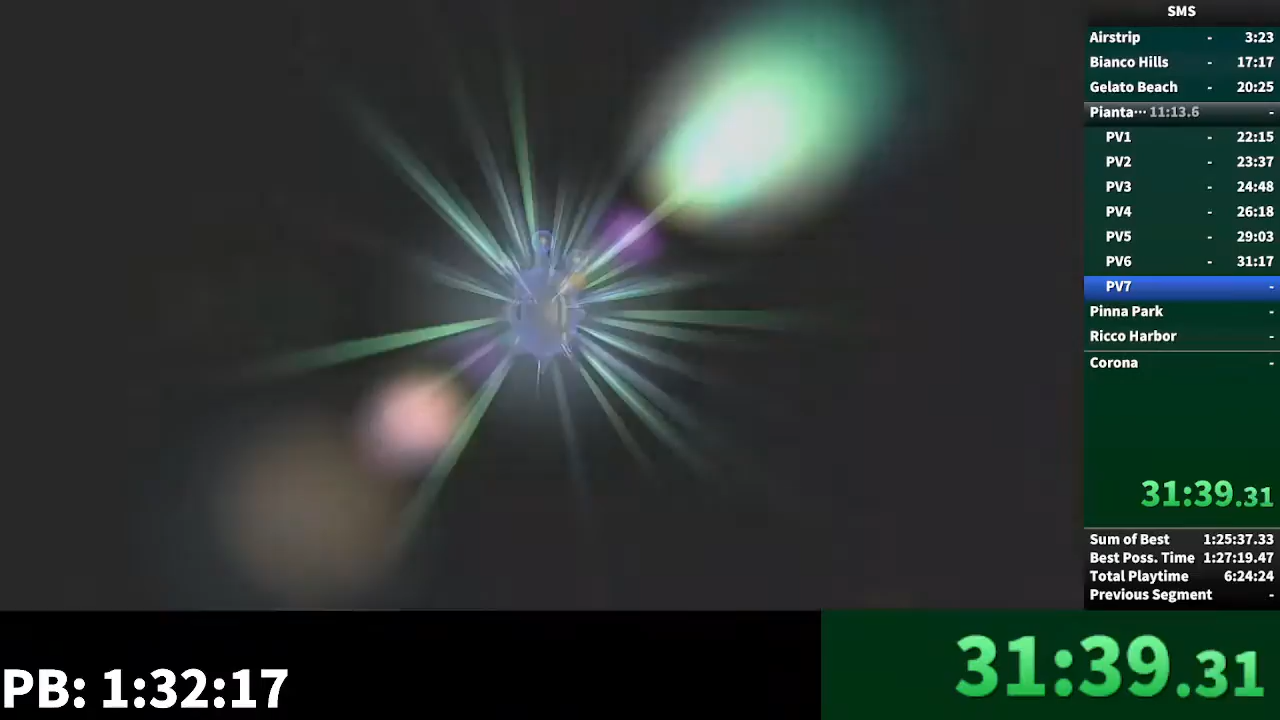 SMS
Airstrip - 3:23
Bianco Hills - 17:17
Gelato Beach - 20:25
Pianta··· 11:13.6 -
PV1 - 22:15
PV2 - 23:37
PV3 - 24:48
PV4 - 26:18
PV5 - 29:03
PV6 - 31:17
PV7 -
Pinna Park -
Ricco Harbor -
Corona -
31:39.31
Sum of Best 1:25:37.33
Best Poss. Time 1:27:19.47
Total Playtime 6:24:24
Previous Segment -
PB: 1:32:17
31:39.31